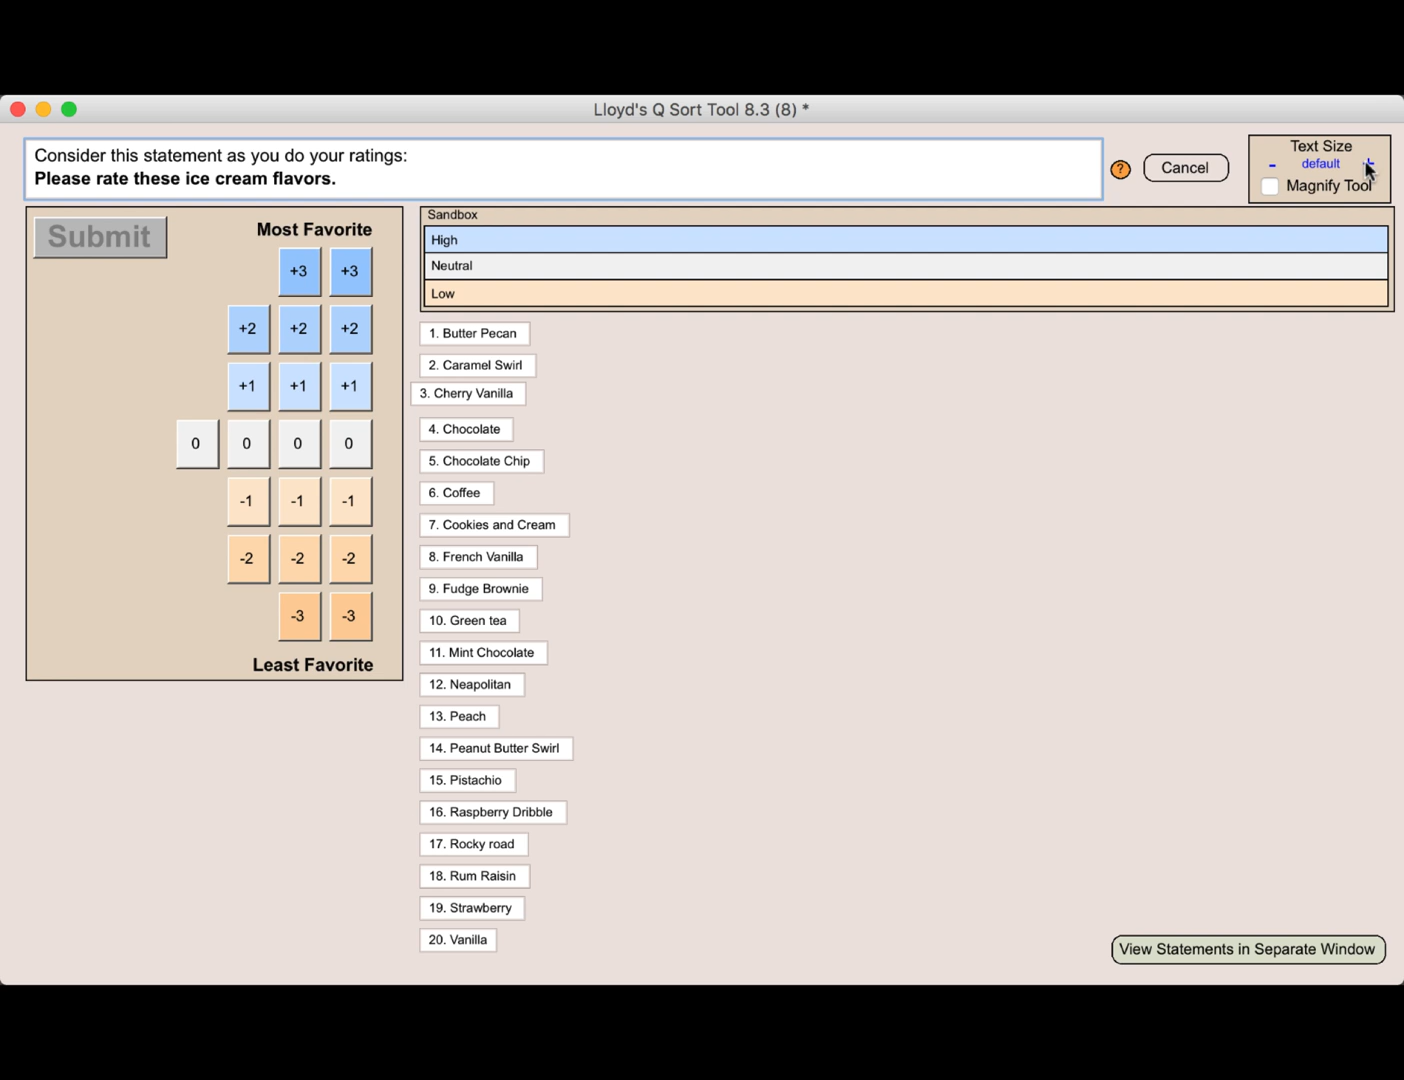 Lloyd's Q Sort Tool 8.3 (8) *
Consider this statement as you do your ratings:
Please rate these ice cream flavors.
?
Cancel
Text Size
- default +
Magnify Tool
Submit
Most Favorite
+3 +3
+2 +2 +2
+1 +1 +1
0 0 0 0
-1 -1 -1
-2 -2 -2
-3 -3
Least Favorite
Sandbox
High
Neutral
Low
1. Butter Pecan
2. Caramel Swirl
3. Cherry Vanilla
4. Chocolate
5. Chocolate Chip
6. Coffee
7. Cookies and Cream
8. French Vanilla
9. Fudge Brownie
10. Green tea
11. Mint Chocolate
12. Neapolitan
13. Peach
14. Peanut Butter Swirl
15. Pistachio
16. Raspberry Dribble
17. Rocky road
18. Rum Raisin
19. Strawberry
20. Vanilla
View Statements in Separate Window